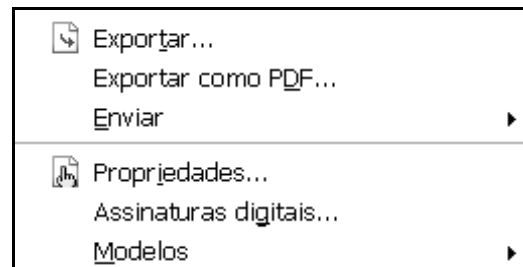 Exportar...
Exportar como PDF...
Enviar
Propriedades...
Assinaturas digitais...
Modelos